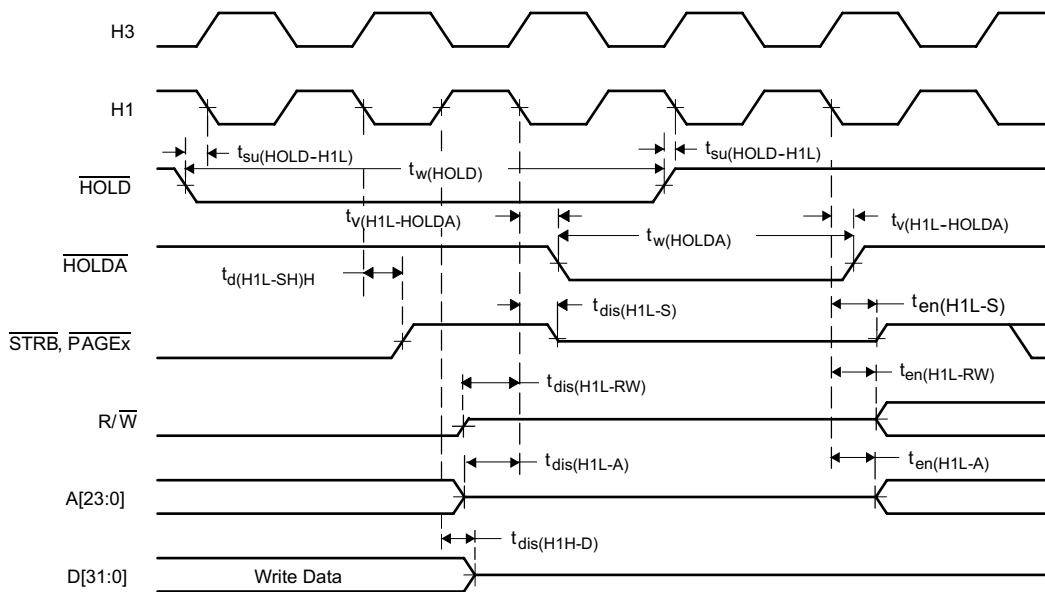 H3
H1
tsu(HOLD-H1L)
tw(HOLD)
tsu(HOLD-H1L)
HOLD
tv(H1L-HOLDA)
tw(HOLDA)
tv(H1L-HOLDA)
HOLDA
td(H1L-SH)H
tdis(H1L-S)
ten(H1L-S)
STRB, PAGEx
tdis(H1L-RW)
ten(H1L-RW)
R/W
tdis(H1L-A)
ten(H1L-A)
A[23:0]
tdis(H1H-D)
D[31:0]
Write Data